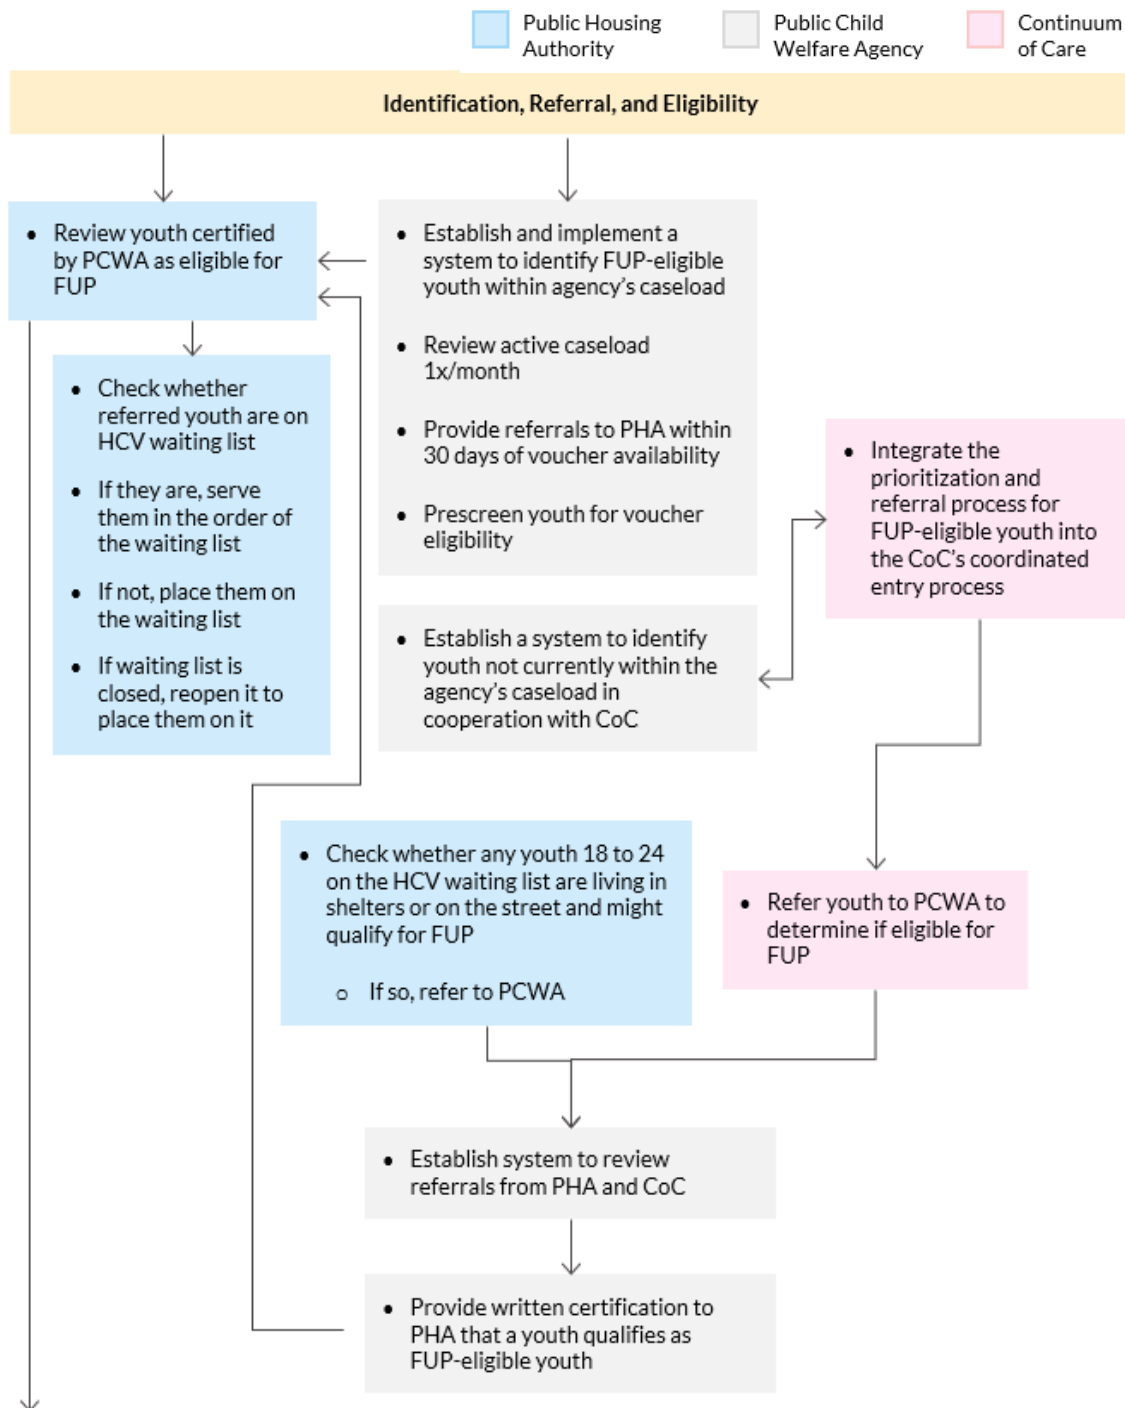 Public Housing
Authority
Public Child
Welfare Agency
Continuum
of Care
Identification, Referral, and Eligibility
• Review youth certified
by PCWA as eligible for
FUP
• Check whether
referred youth are on
HCV waiting list
• If they are, serve
them in the order of
the waiting list
• If not, place them on
the waiting list
• If waiting list is
closed, reopen it to
place them on it
• Establish and implement a
system to identify FUP-eligible
youth within agency’s caseload
• Review active caseload
1x/month
• Provide referrals to PHA within
30 days of voucher availability
• Prescreen youth for voucher
eligibility
• Establish a system to identify
youth not currently within the
agency’s caseload in
cooperation with CoC
• Integrate the
prioritization and
referral process for
FUP-eligible youth into
the CoC’s coordinated
entry process
• Check whether any youth 18 to 24
on the HCV waiting list are living in
shelters or on the street and might
qualify for FUP
o If so, refer to PCWA
• Refer youth to PCWA to
determine if eligible for
FUP
• Establish system to review
referrals from PHA and CoC
• Provide written certification to
PHA that a youth qualifies as
FUP-eligible youth